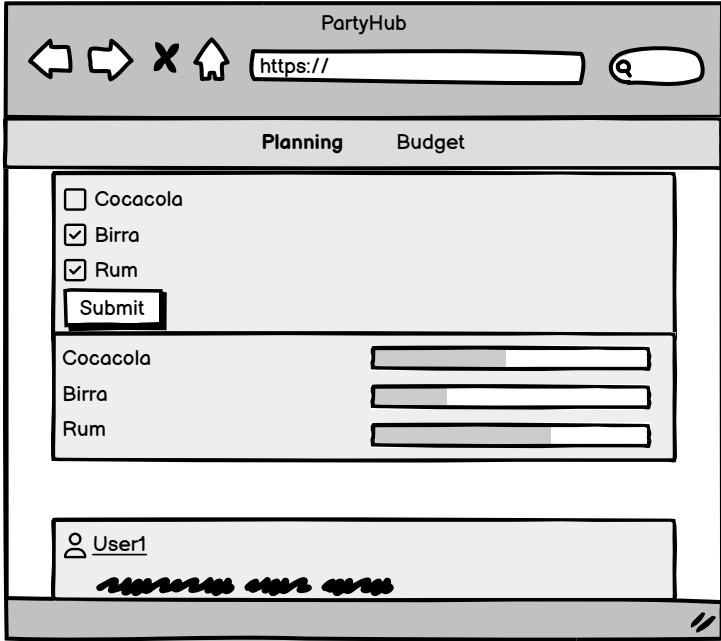 PartyHub
https://
Planning Budget
Cocacola
Birra
Rum
Submit
Cocacola
Birra
Rum
User1